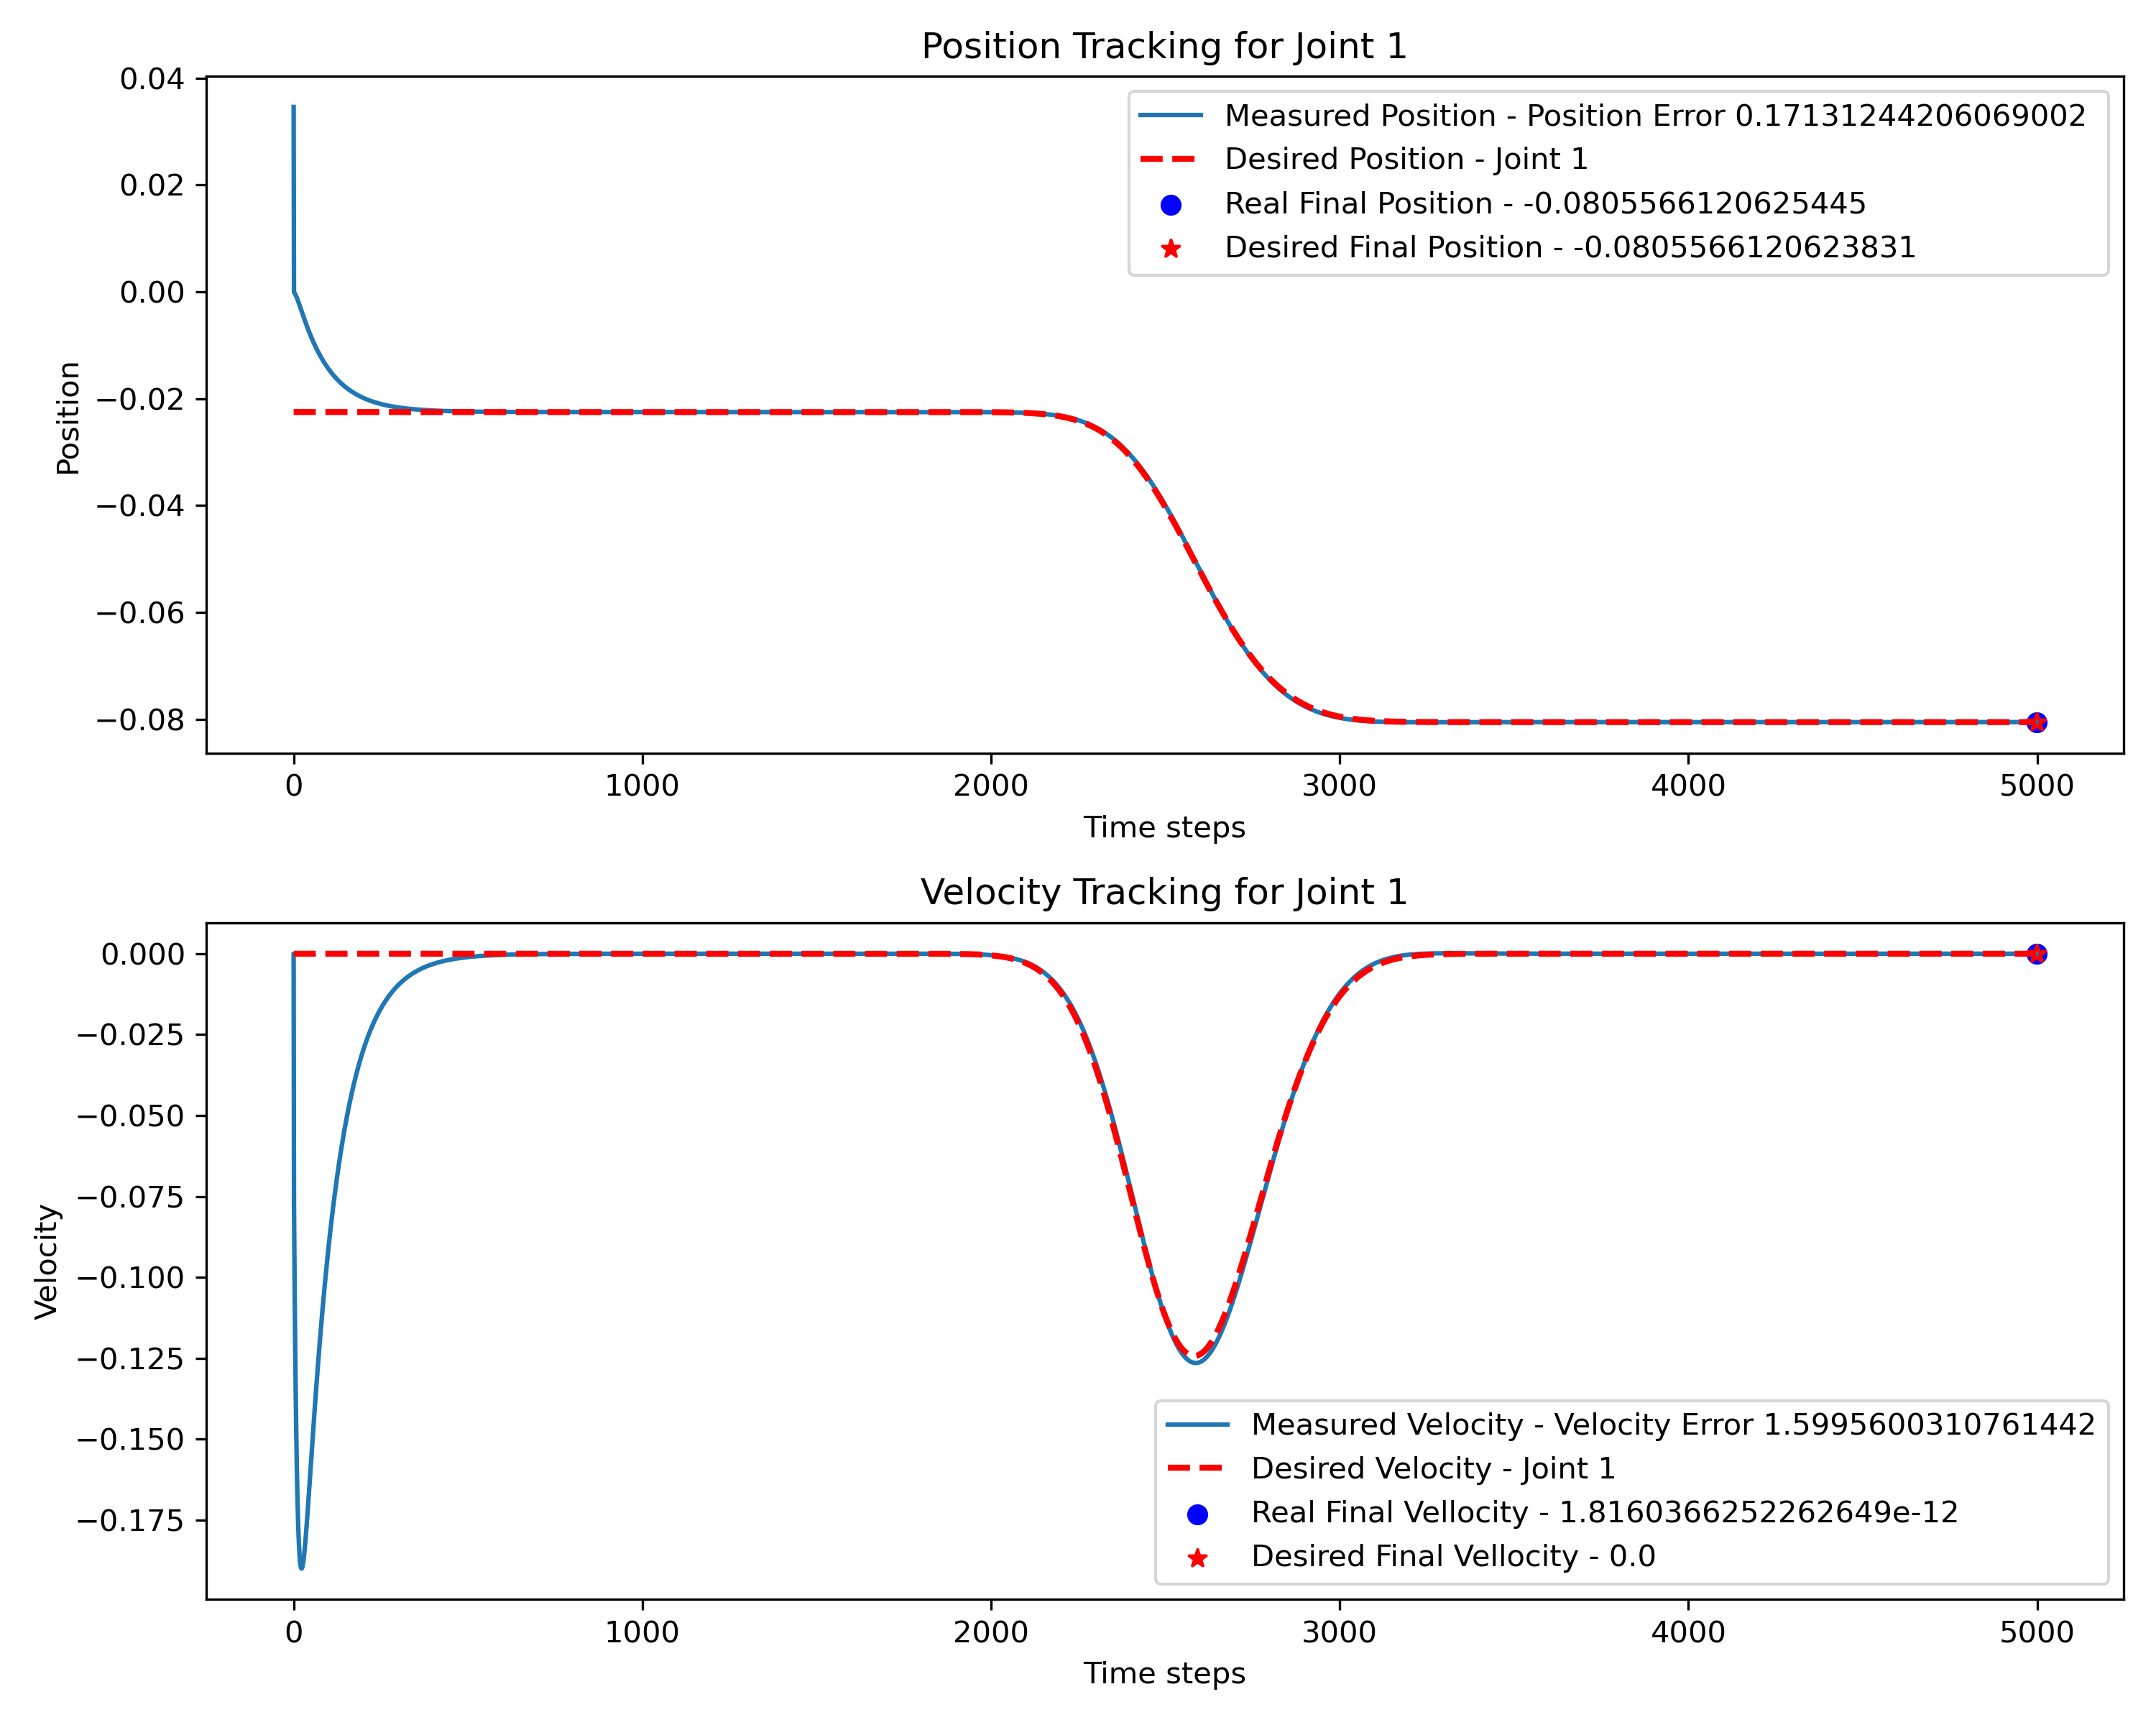 Position Tracking for Joint 1
0.04
0.02
0.00
−0.02
−0.04
−0.06
−0.08
Position
Measured Position - Position Error 0.17131244206069002
Desired Position - Joint 1
Real Final Position - -0.0805566120625445
Desired Final Position - -0.0805566120623831
0 1000 2000 3000 4000 5000
Time steps
Velocity Tracking for Joint 1
0.000
−0.025
−0.050
−0.075
−0.100
−0.125
−0.150
−0.175
Velocity
Measured Velocity - Velocity Error 1.5995600310761442
Desired Velocity - Joint 1
Real Final Vellocity - 1.8160366252262649e-12
Desired Final Vellocity - 0.0
0 1000 2000 3000 4000 5000
Time steps